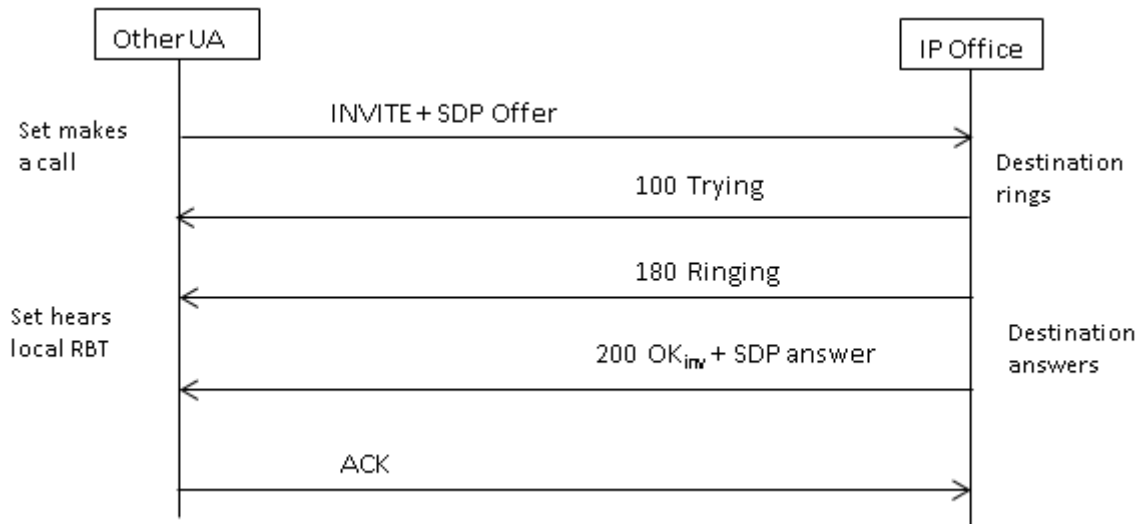 Other UA
IP Office
INVITE + SDP Offer
Set makes
a call
Destination
rings
100 Trying
180 Ringing
Set hears
local RBT
200 OKinv + SDP answer
Destination
answers
ACK